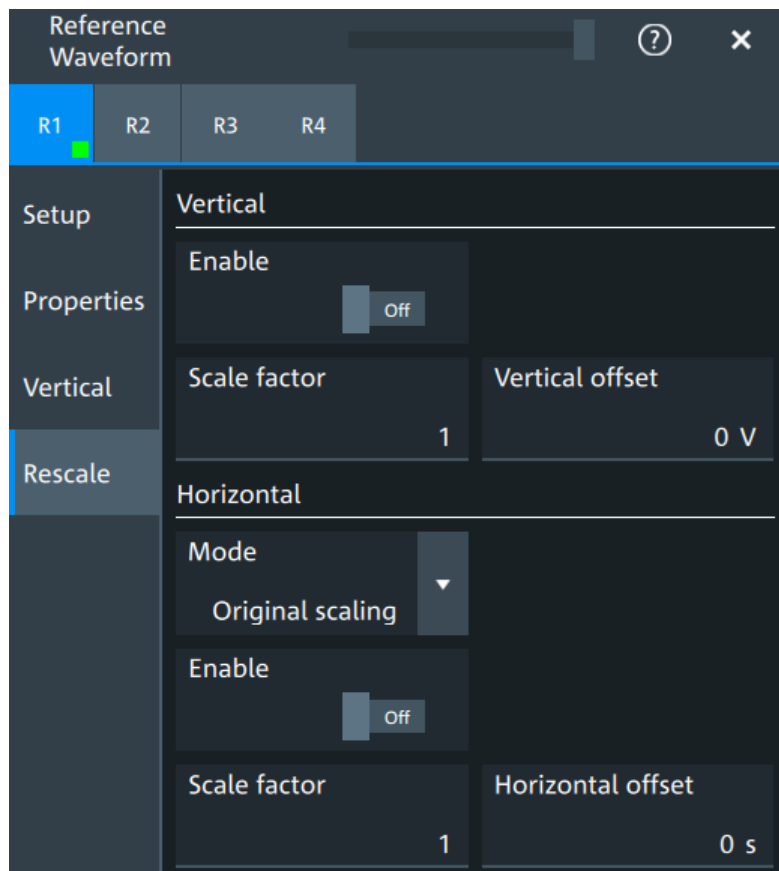 Reference
Waveform
?
×
R1 R2 R3 R4
Setup
Properties
Vertical
Rescale
Vertical
Enable
Off
Scale factor Vertical offset
1 0 V
Horizontal
Mode
Original scaling
Enable
Off
Scale factor Horizontal offset
1 0 s